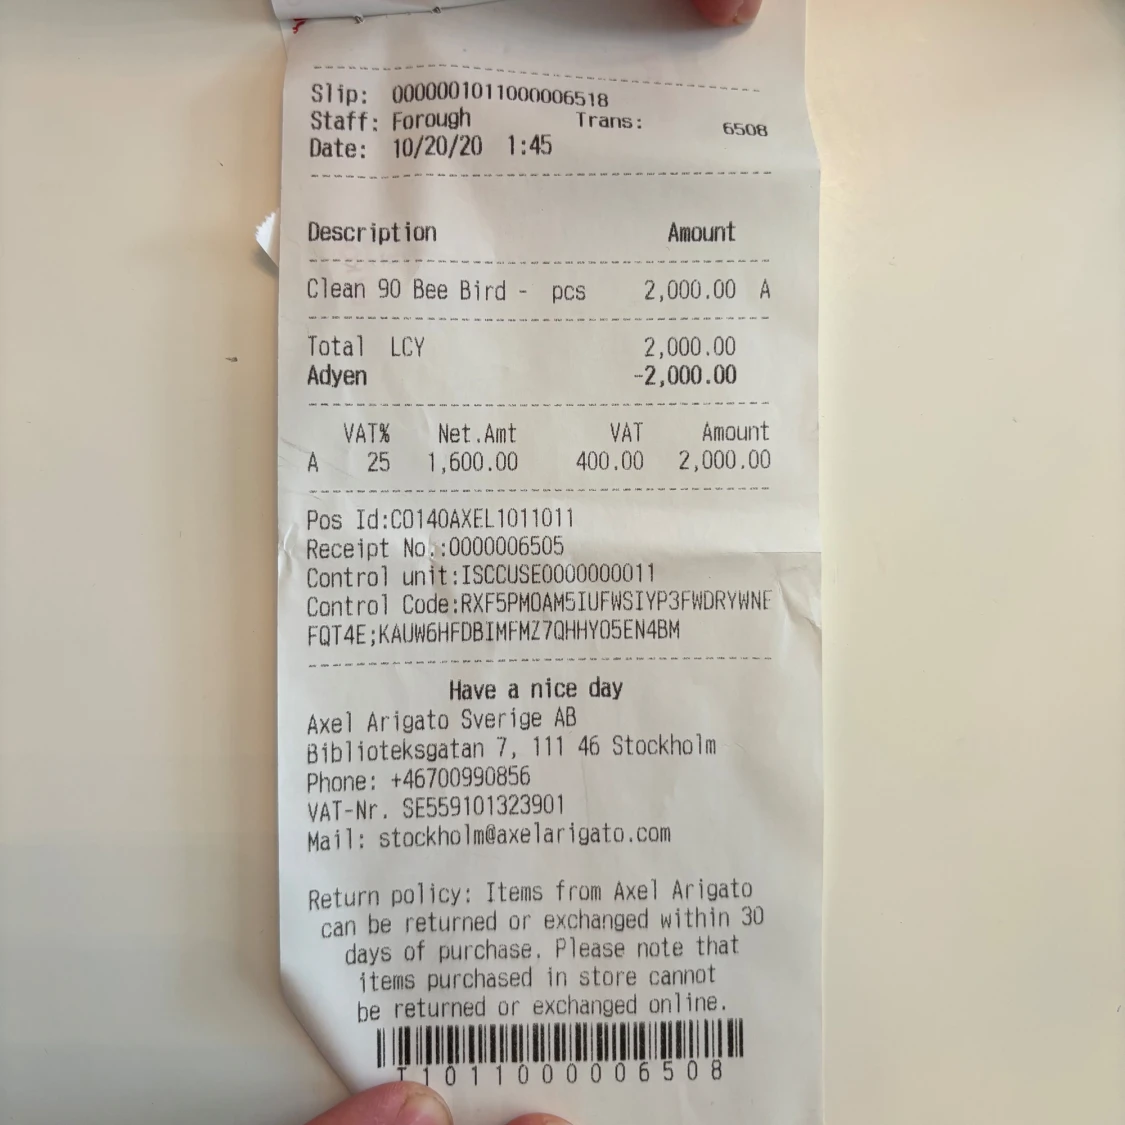 Slip: 0000001011000006518
Staff: Forough Trans: 6508
Date: 10/20/20 1:45
Description Amount
Clean 90 Bee Bird - pcs 2,000.00 A
Total LCY 2,000.00
Adyen -2,000.00
VAT% Net.Amt VAT Amount
A 25 1,600.00 400.00 2,000.00
Pos Id:C0140AXEL1011011
Receipt No.:0000006505
Control unit:ISCCUSE0000000011
Control Code:RXF5PMOAM5IUFWSIYP3FWDRYWNE
FQT4E;KAUW6HFDBIMFMZ7QHHYO5EN4BM
Have a nice day
Axel Arigato Sverige AB
Biblioteksgatan 7, 111 46 Stockholm
Phone: +46700990856
VAT-Nr. SE559101323901
Mail: stockholm@axelarigato.com
Return policy: Items from Axel Arigato
can be returned or exchanged within 30
days of purchase. Please note that
items purchased in store cannot
be returned or exchanged online.
T1011000006508